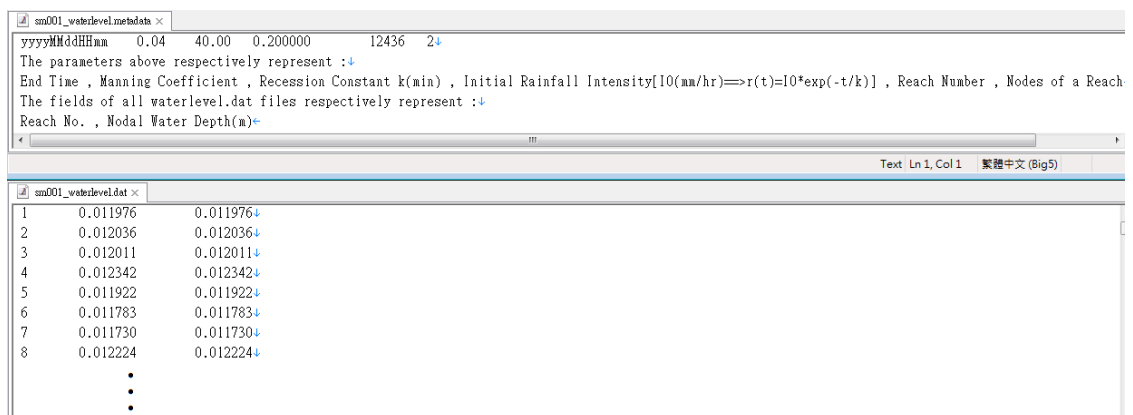 sm001_waterlevel.metadata ×
yyyyMMddHHmm 0.04 40.00 0.200000 12436 2↓
The parameters above respectively represent :↓
End Time , Manning Coefficient , Recession Constant k(min) , Initial Rainfall Intensity[I0(mm/hr)==>r(t)=I0*exp(-t/k)] , Reach Number , Nodes of a Reach
The fields of all waterlevel.dat files respectively represent :↓
Reach No. , Nodal Water Depth(m)←
Text Ln 1, Col 1 繁體中文 (Big5)
sm001_waterlevel.dat ×
1 0.011976 0.011976↓
2 0.012036 0.012036↓
3 0.012011 0.012011↓
4 0.012342 0.012342↓
5 0.011922 0.011922↓
6 0.011783 0.011783↓
7 0.011730 0.011730↓
8 0.012224 0.012224↓